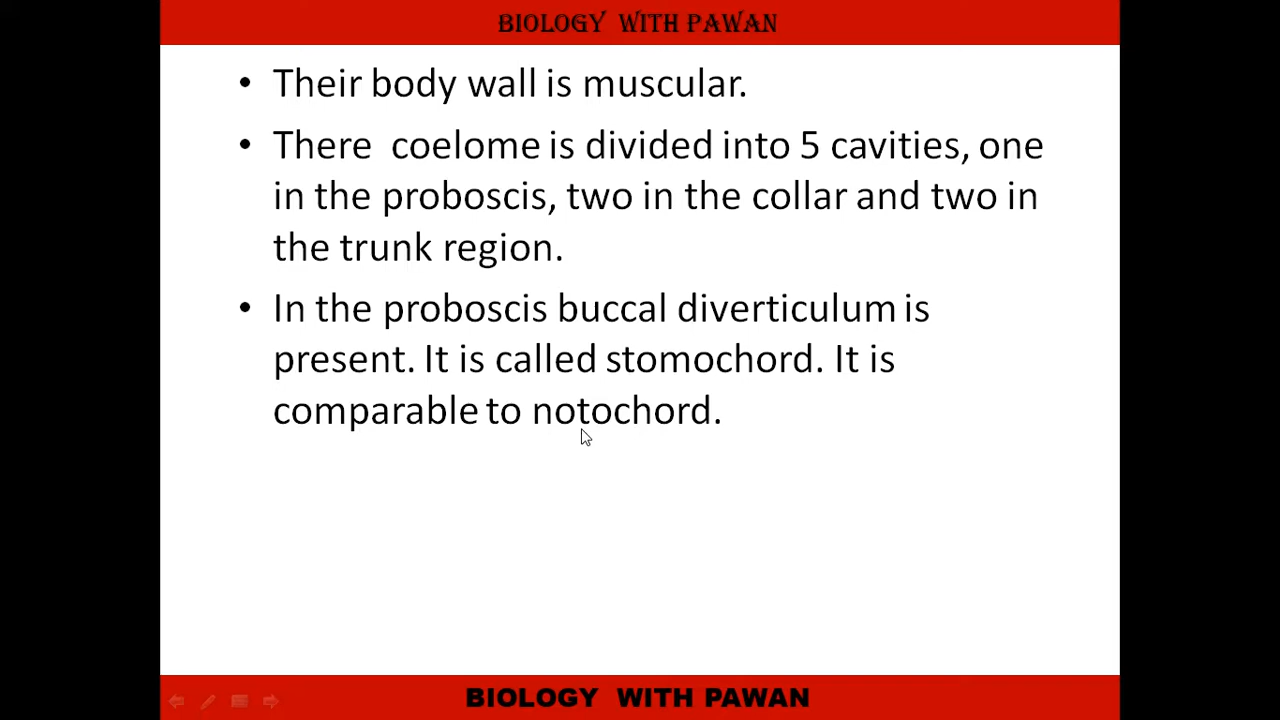 BIOLOGY WITH PAWAN
• Their body wall is muscular.
• There coelome is divided into 5 cavities, one
in the proboscis, two in the collar and two in
the trunk region.
• In the proboscis buccal diverticulum is
present. It is called stomochord. It is
comparable to notochord.
BIOLOGY WITH PAWAN